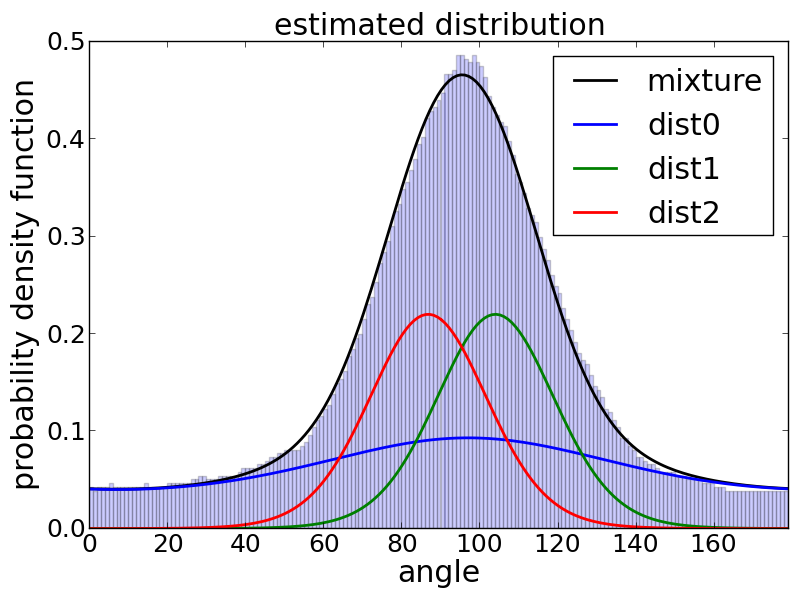 estimated distribution
probability density function
0.5
0.4
0.3
0.2
0.1
0.0
mixture
dist0
dist1
dist2
0 20 40 60 80 100 120 140 160
angle